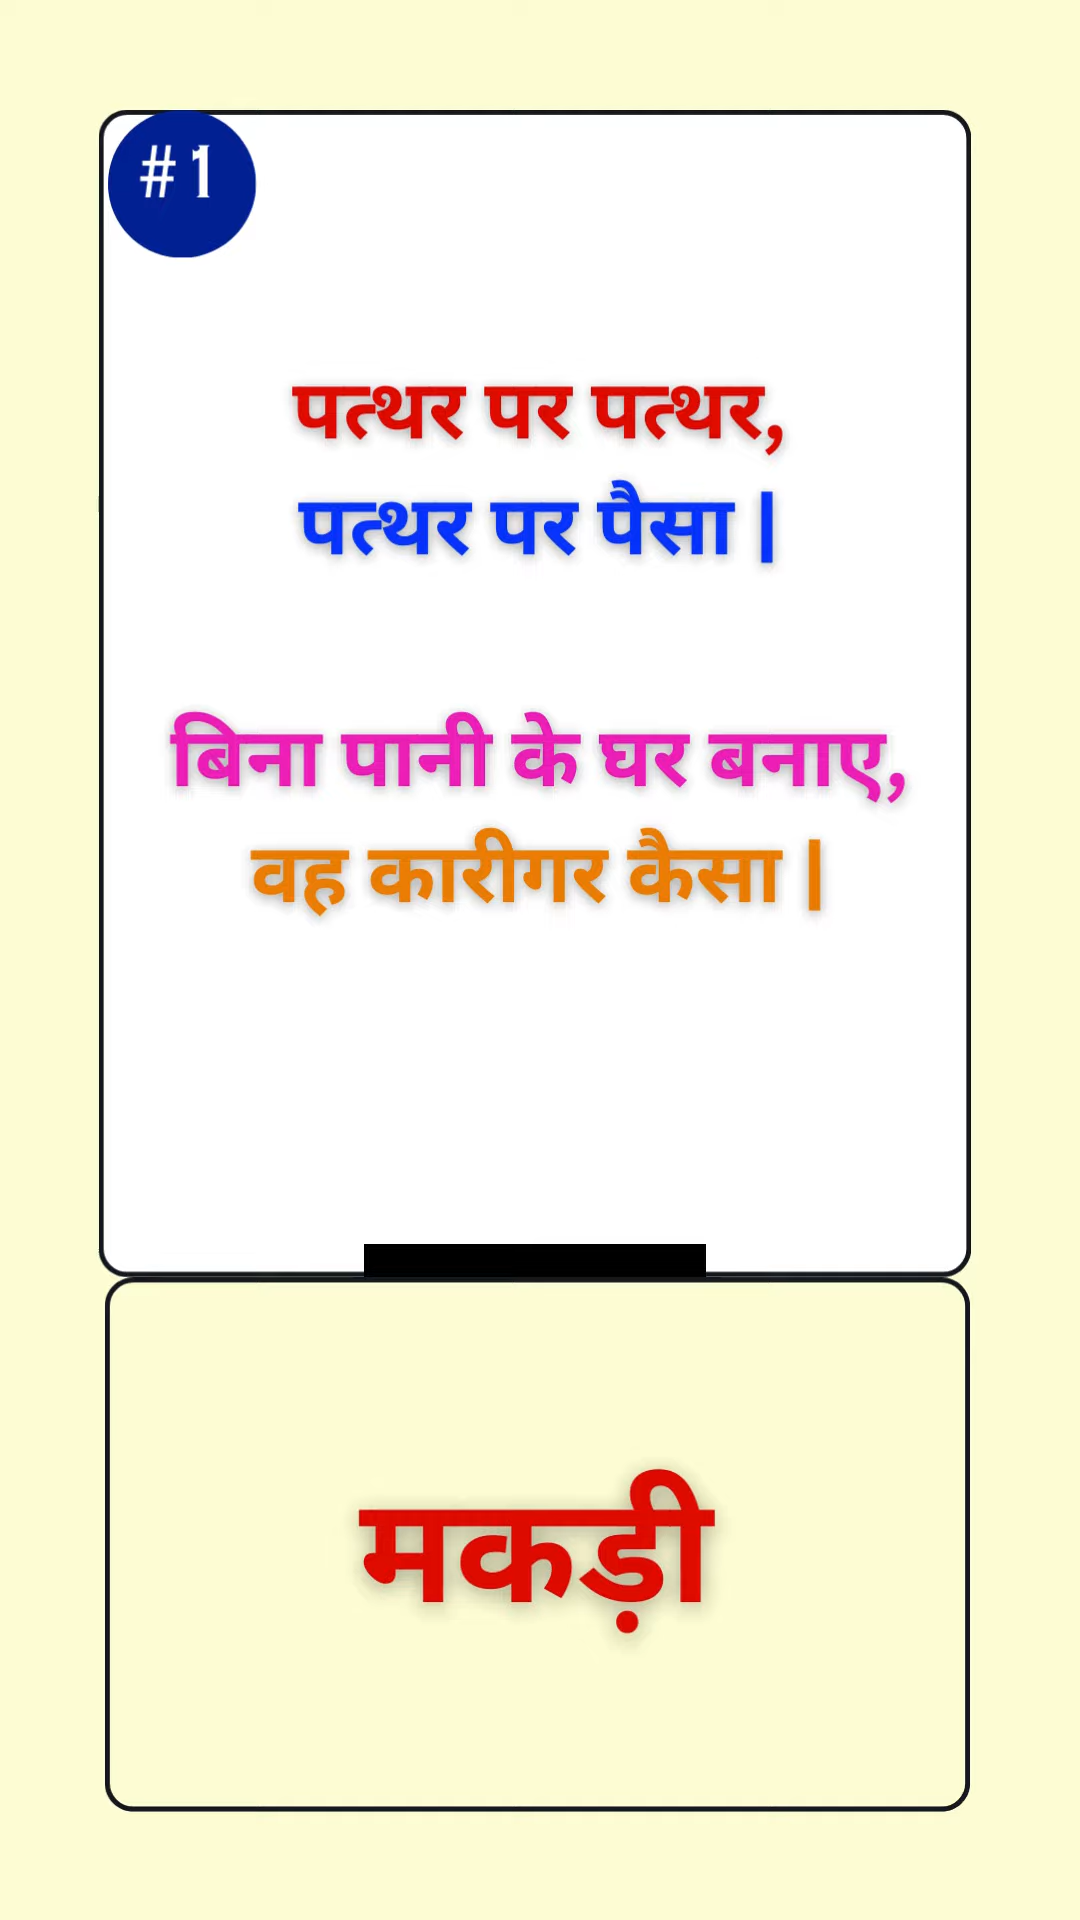 #1
पत्थर पर पत्थर,
पत्थर पर पैसा |
बिना पानी के घर बनाए,
वह कारीगर कैसा |
मकड़ी